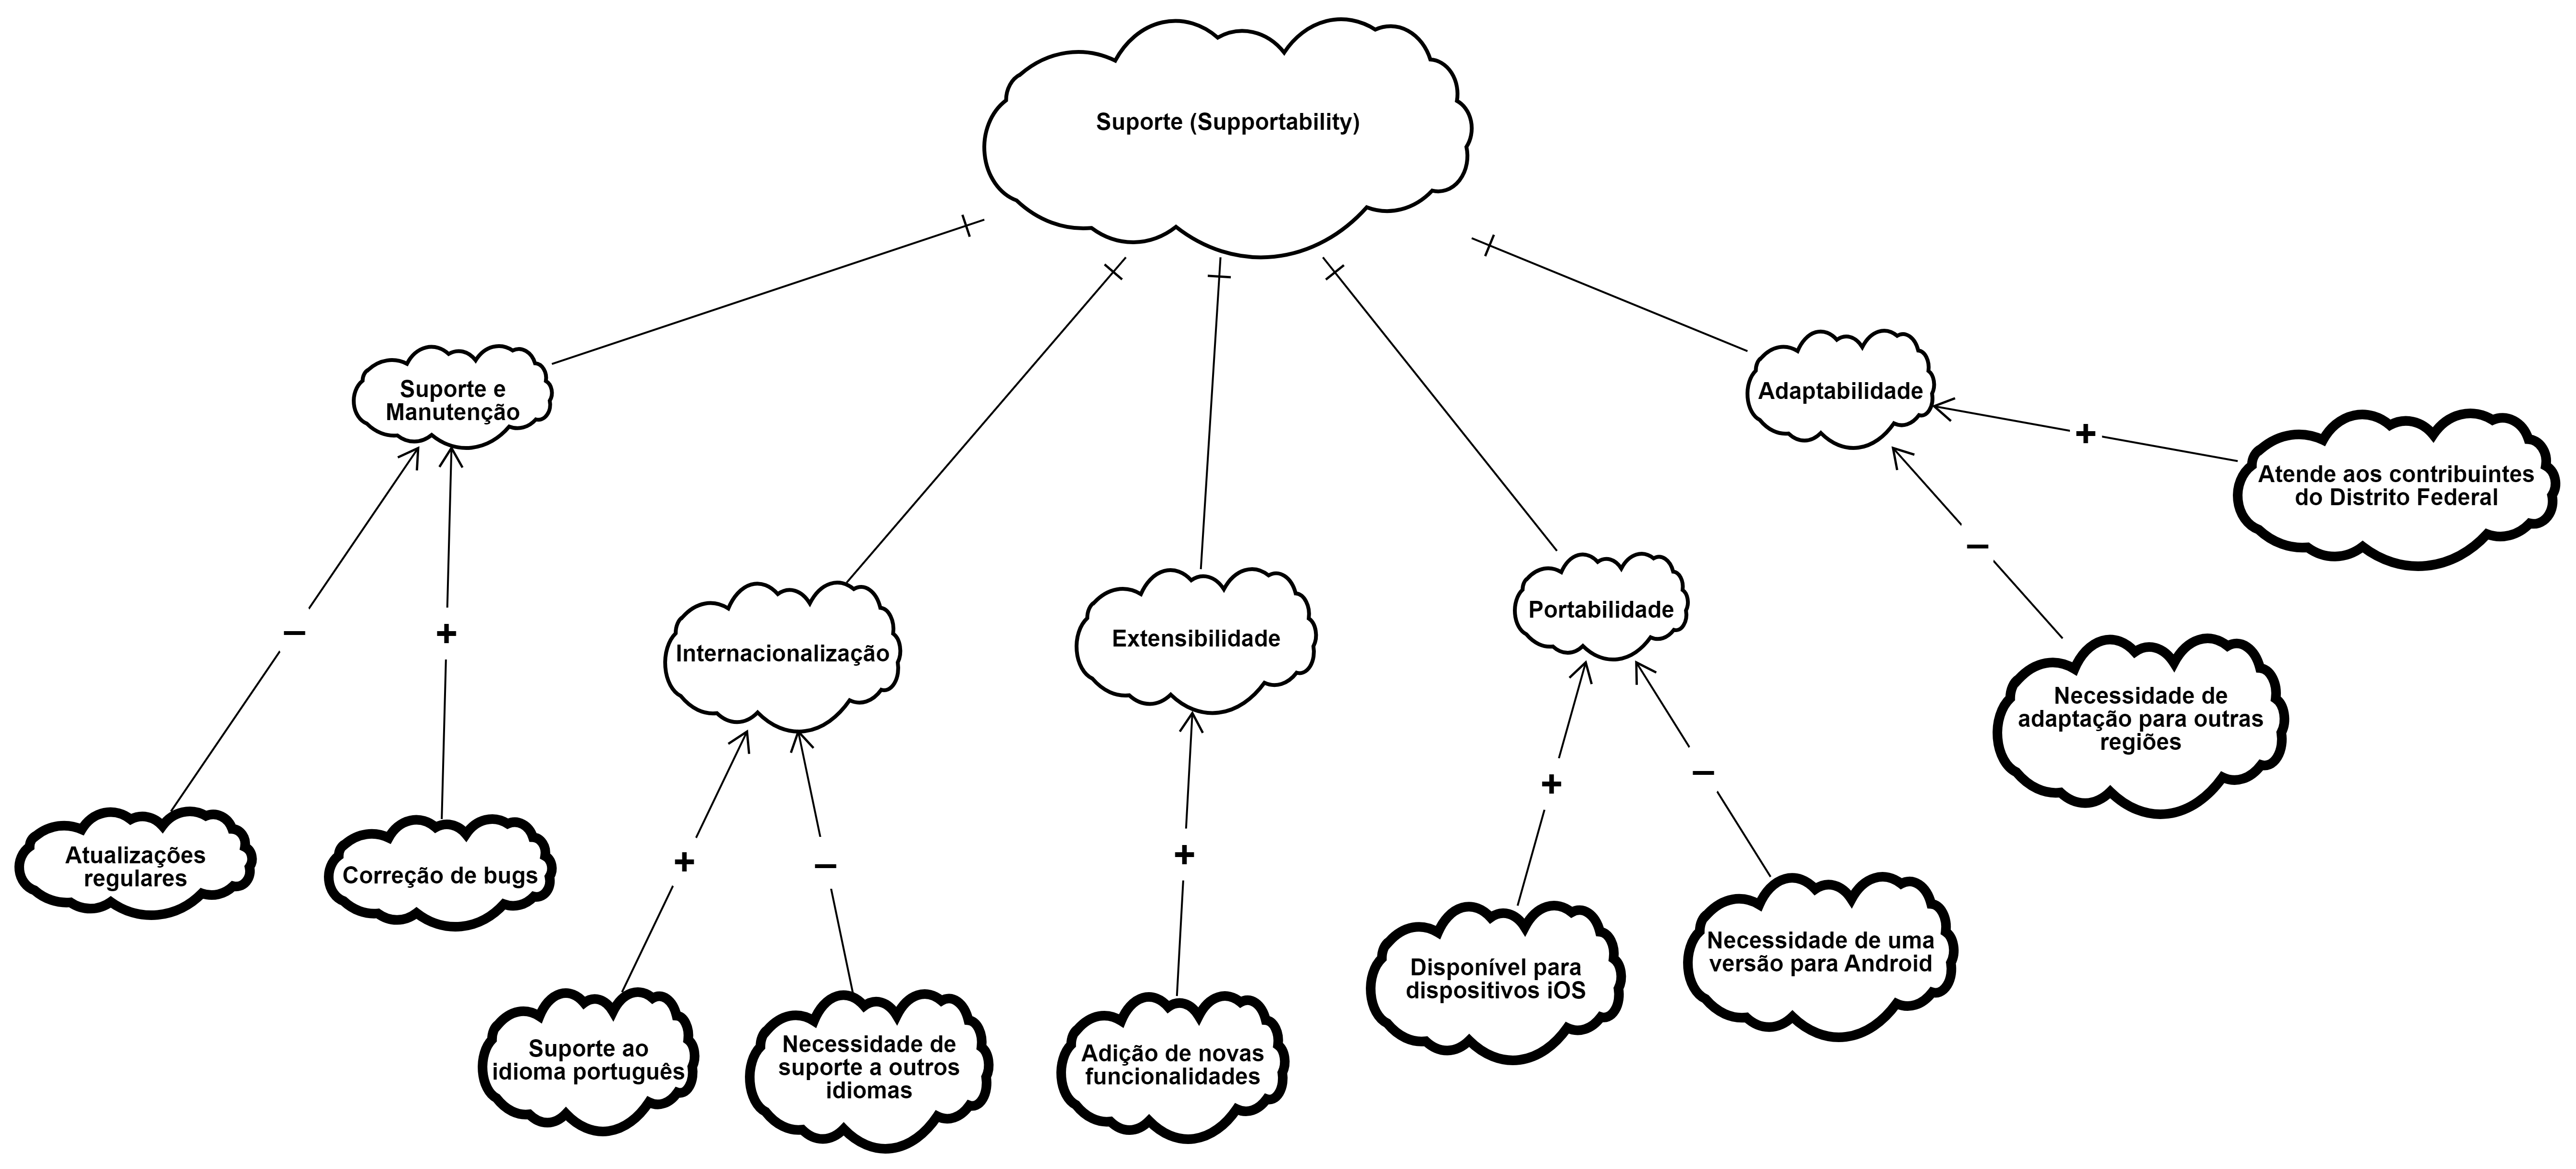 Suporte (Supportability)
Suporte e
Manutenção
Adaptabilidade
+
Atende aos contribuintes
do Distrito Federal
–
Necessidade de
adaptação para outras
regiões
Internacionalização
Extensibilidade
Portabilidade
–
+
Atualizações
regulares
Correção de bugs
+
–
Suporte ao
idioma português
Necessidade de
suporte a outros
idiomas
+
Adição de novas
funcionalidades
+
–
Disponível para
dispositivos iOS
Necessidade de uma
versão para Android